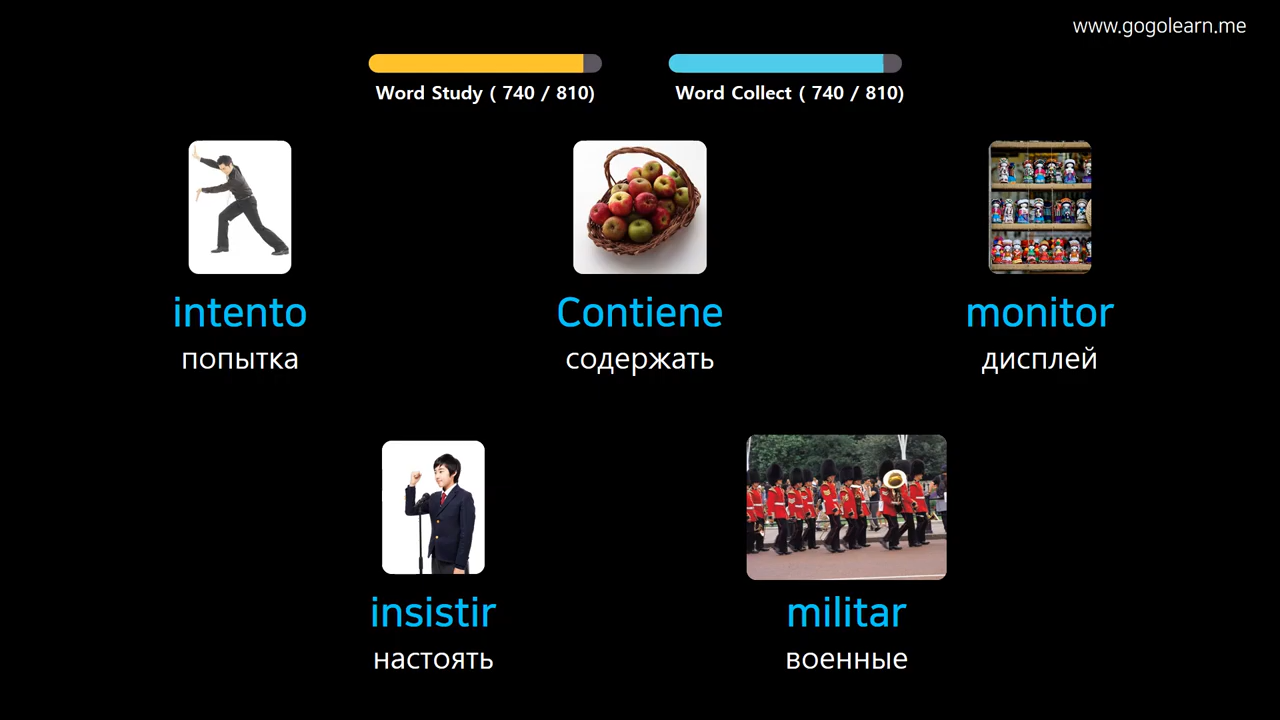 www.gogolearn.me
Word Study ( 740 / 810)
Word Collect ( 740 / 810)
intento
попытка
Contiene
содержать
monitor
дисплей
insistir
настоять
militar
военные